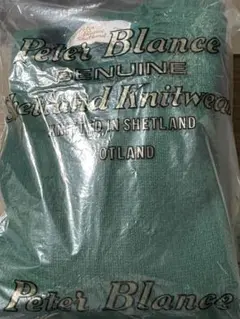 Peter Blance
GENUINE
Shetland Knitwear
KNITTED IN SHETLAND
SCOTLAND
Peter Blance